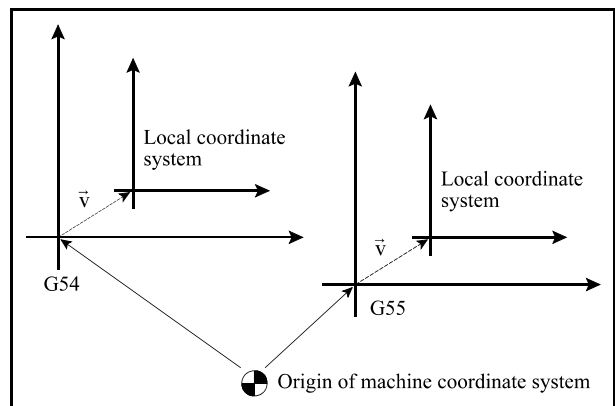 Local coordinate
system
v
G54
Local coordinate
system
v
G55
Origin of machine coordinate system